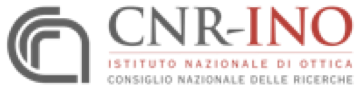 CNR-INO
ISTITUTO NAZIONALE DI OTTICA
CONSIGLIO NAZIONALE DELLE RICERCHE